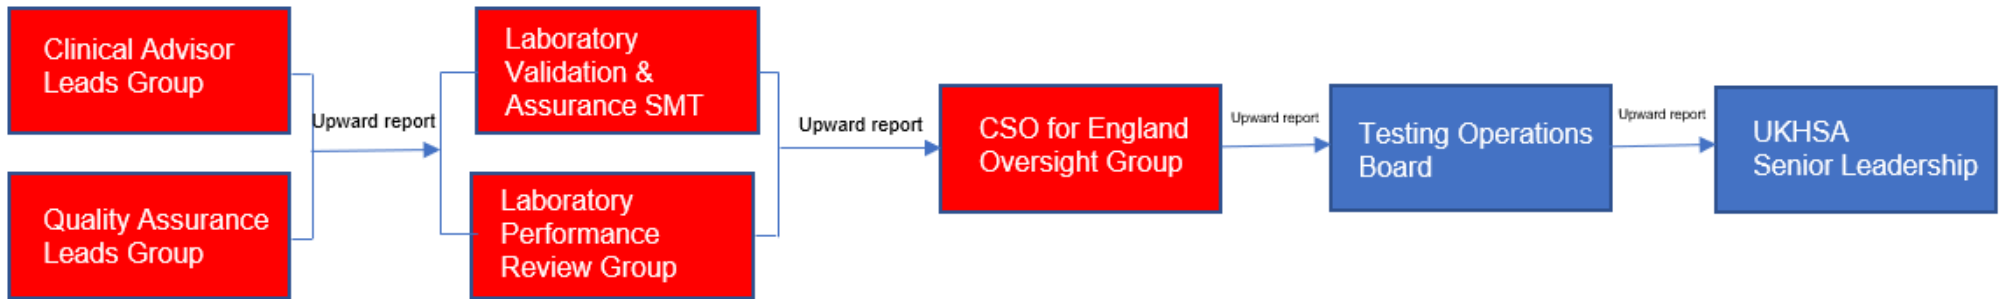 Clinical Advisor
Leads Group
Quality Assurance
Leads Group
Upward report
Laboratory
Validation &
Assurance SMT
Laboratory
Performance
Review Group
Upward report
CSO for England
Oversight Group
Upward report
Testing Operations
Board
Upward report
UKHSA
Senior Leadership